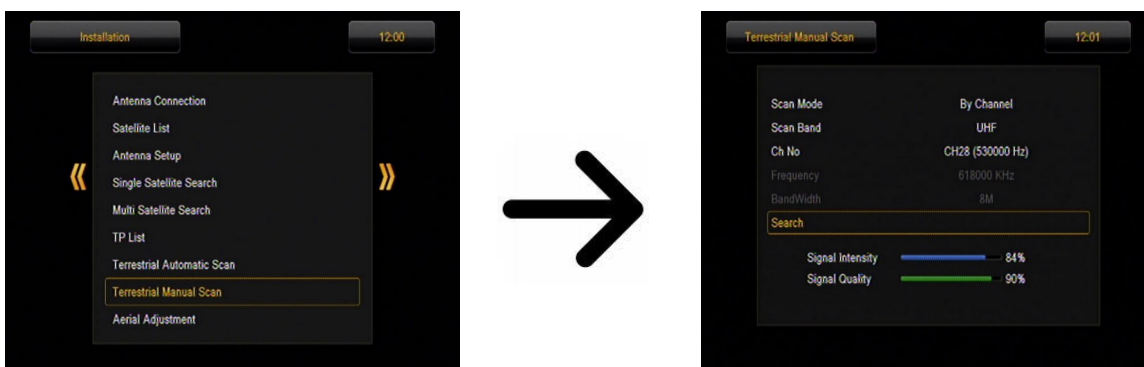 Installation 12:00
Antenna Connection
Satellite List
Antenna Setup
Single Satellite Search
Multi Satellite Search
TP List
Terrestrial Automatic Scan
Terrestrial Manual Scan
Aerial Adjustment
Terrestrial Manual Scan 12:01
Scan Mode By Channel
Scan Band UHF
Ch No CH28 (530000 Hz)
Frequency 618000 KHz
BandWidth 8M
Search
Signal Intensity 84%
Signal Quality 90%